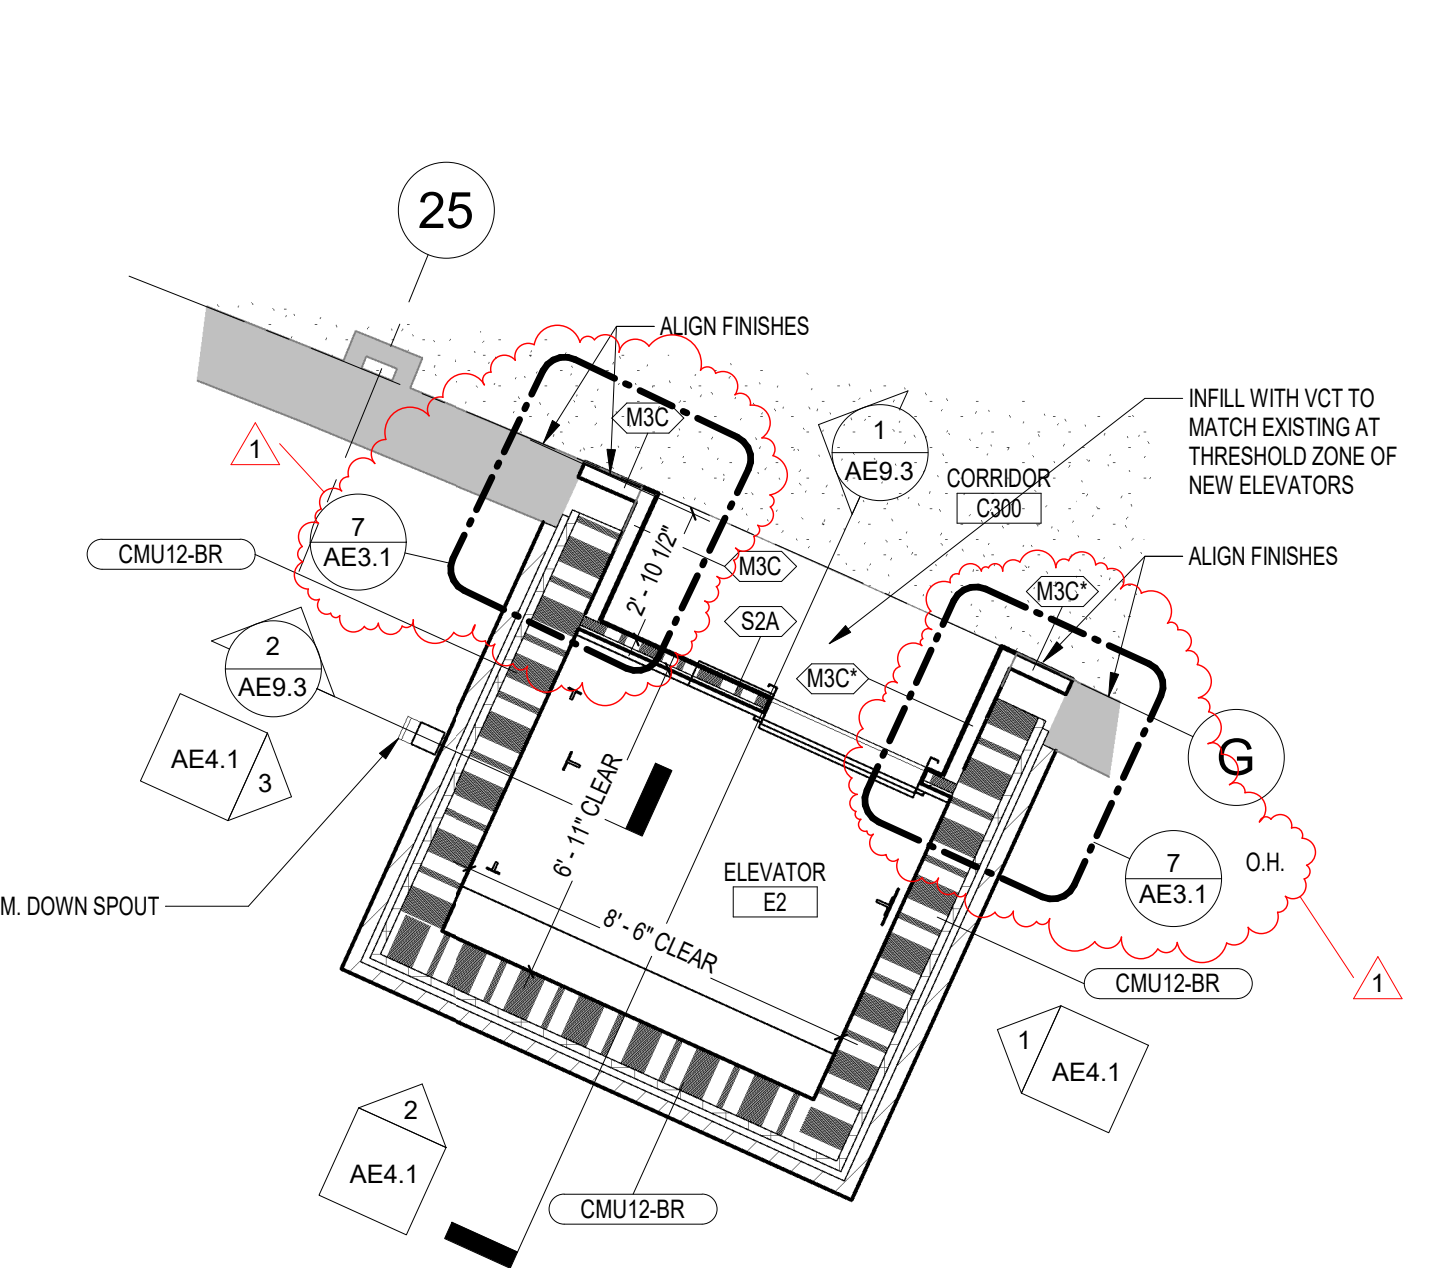 25
ALIGN FINISHES
M3C
1
AE9.3
INFILL WITH VCT TO
MATCH EXISTING AT
THRESHOLD ZONE OF
NEW ELEVATORS
1
CORRIDOR
C300
7
AE3.1
CMU12-BR
2' - 10 1/2"
M3C
ALIGN FINISHES
M3C*
S2A
2
AE9.3
M3C*
AE4.1
3
G
6' - 11" CLEAR
ELEVATOR
E2
7
AE3.1
O.H.
M. DOWN SPOUT
8' - 6" CLEAR
CMU12-BR
1
1
AE4.1
2
AE4.1
CMU12-BR